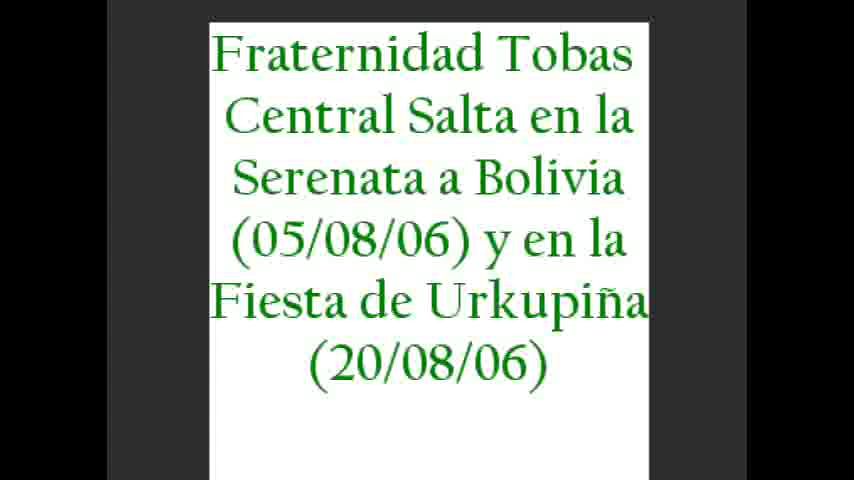 Fraternidad Tobas
Central Salta en la
Serenata a Bolivia
(05/08/06) y en la
Fiesta de Urkupiña
(20/08/06)